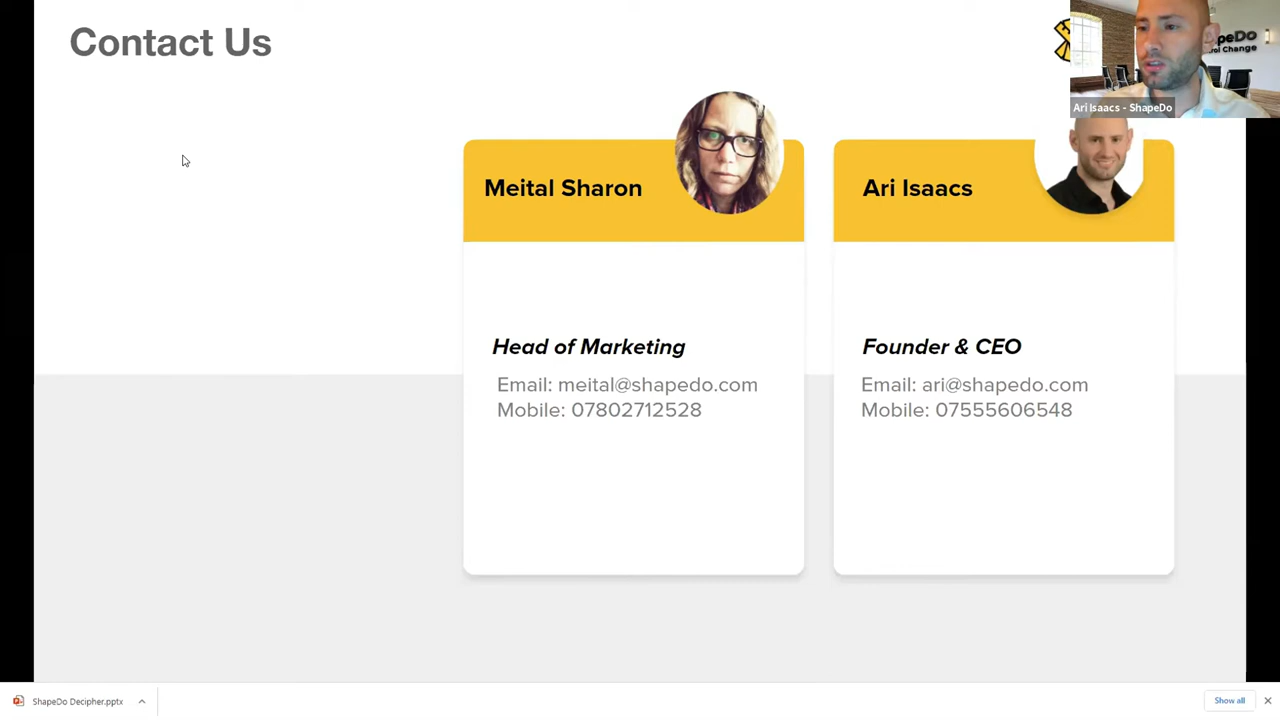 Contact Us
Ari Isaacs - ShapeDo
Meital Sharon
Head of Marketing
Email: meital@shapedo.com
Mobile: 07802712528
Ari Isaacs
Founder & CEO
Email: ari@shapedo.com
Mobile: 07555606548
ShapeDo Decipher.pptx
Show all